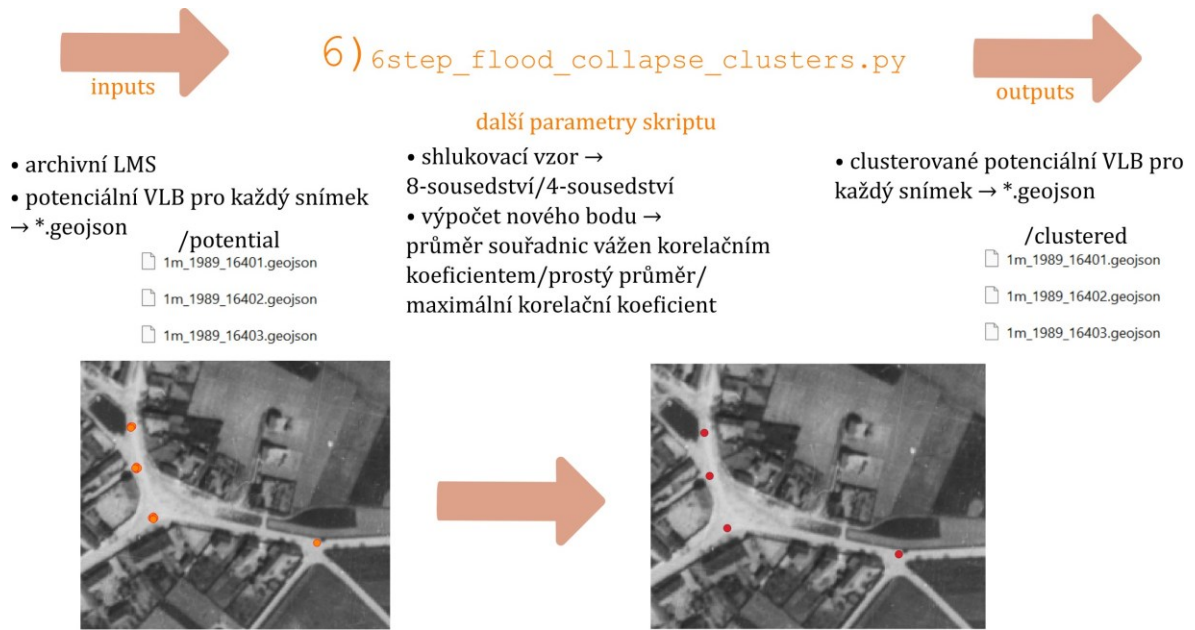 inputs
6) 6step_flood_collapse_clusters.py
outputs
další parametry skriptu
• archivní LMS
• potenciální VLB pro každý snímek
→ *.geojson
/potential
1m_1989_16401.geojson
1m_1989_16402.geojson
1m_1989_16403.geojson
• shlukovací vzor →
8-sousedství/4-sousedství
• výpočet nového bodu →
průměr souřadnic vážen korelačním
koeficientem/prostý průměr/
maximální korelační koeficient
• clusterované potenciální VLB pro
každý snímek → *.geojson
/clustered
1m_1989_16401.geojson
1m_1989_16402.geojson
1m_1989_16403.geojson